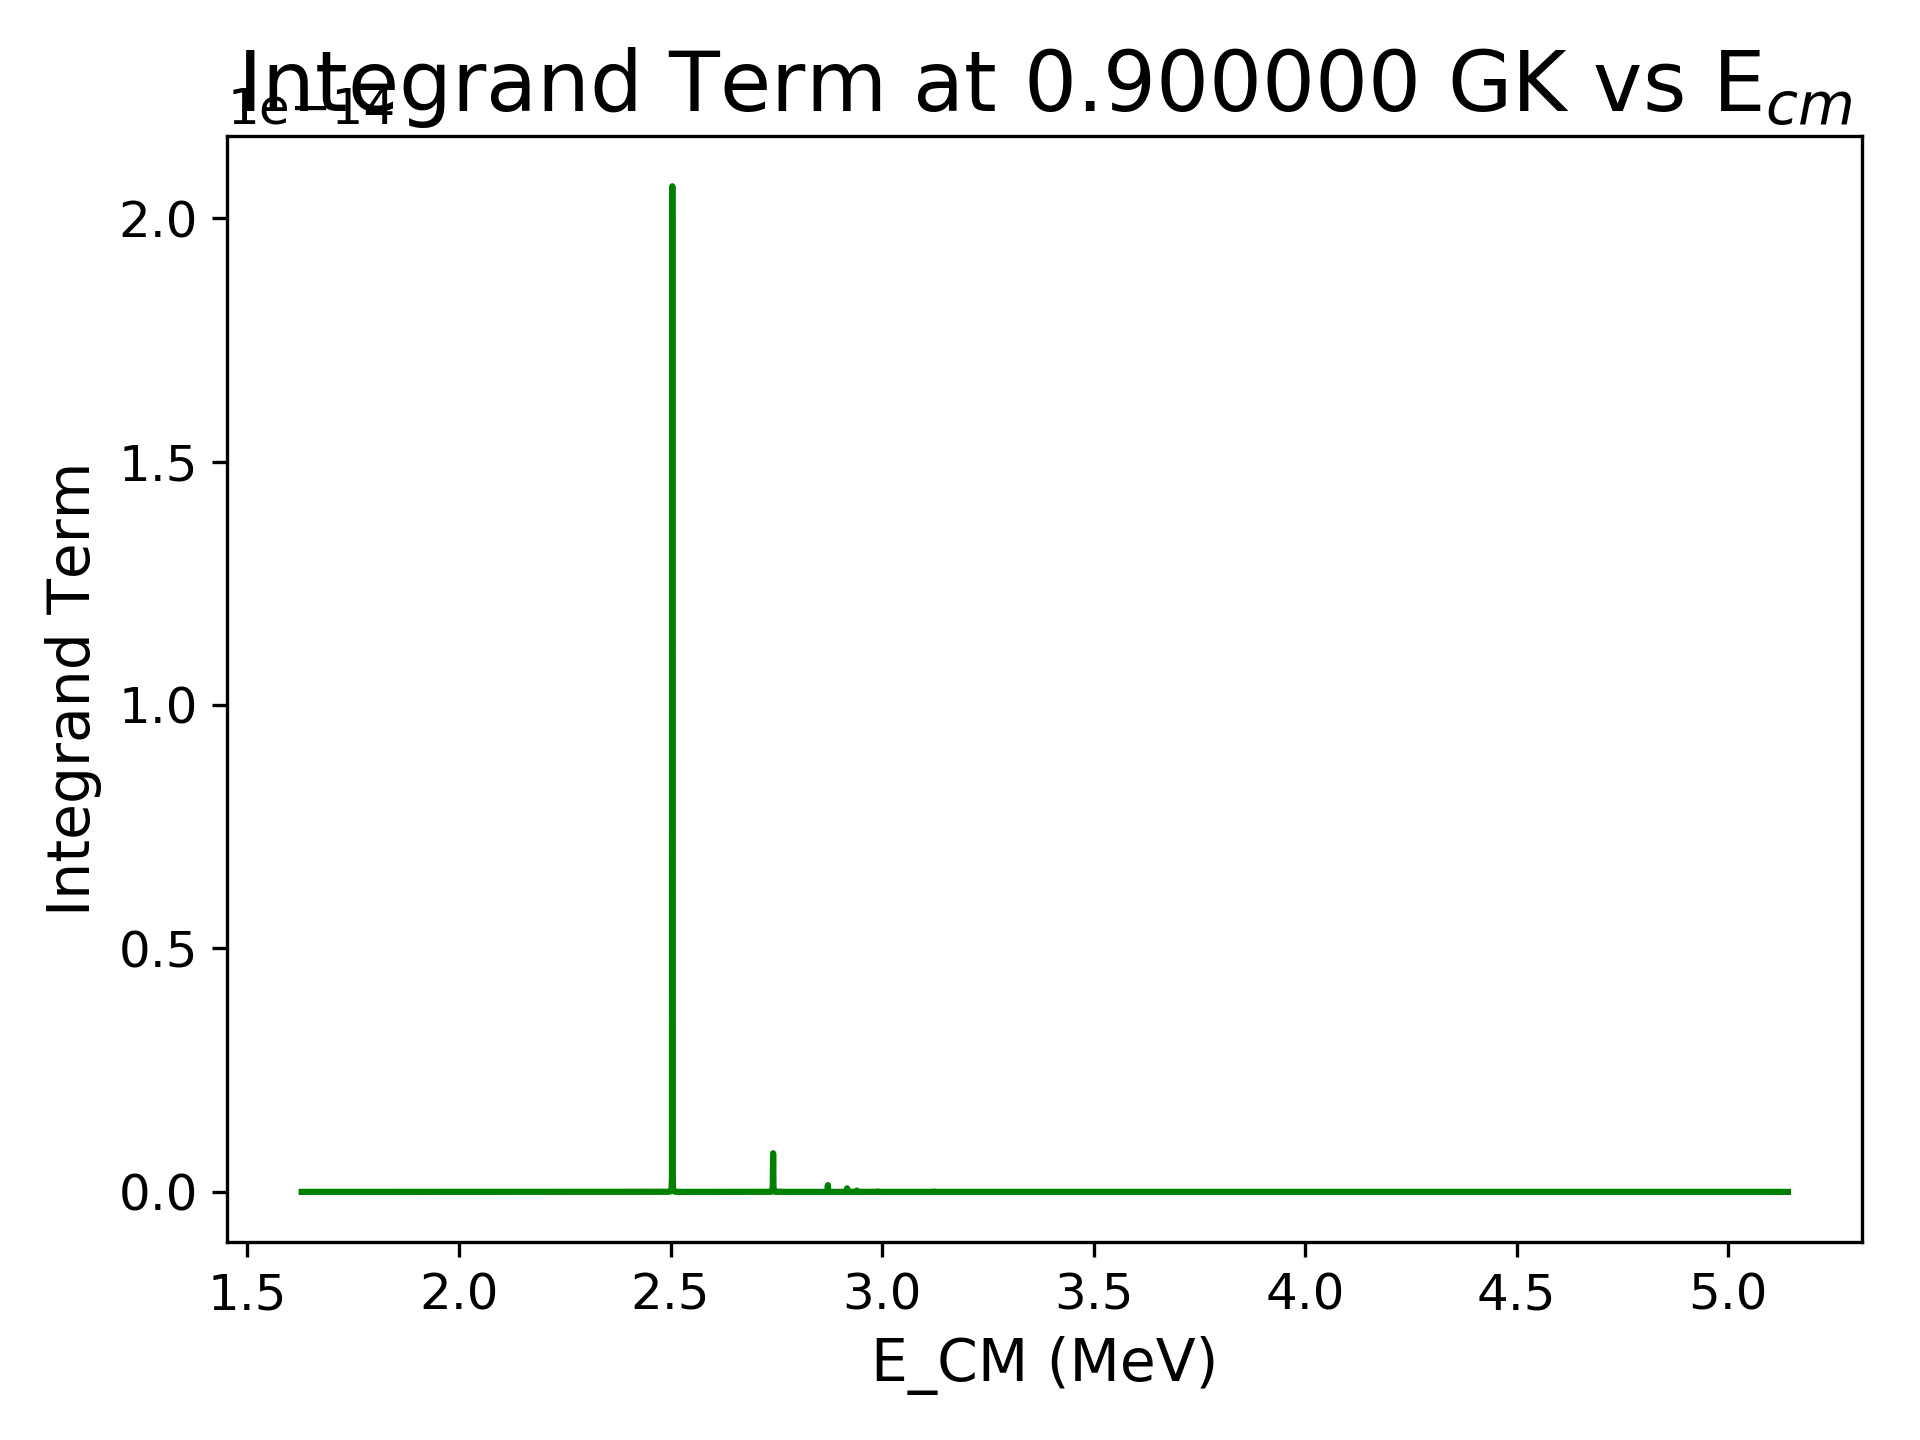 Integrand Term at 0.900000 GK vs E_cm
1e−14
2.0
1.5
1.0
0.5
0.0
Integrand Term
1.5 2.0 2.5 3.0 3.5 4.0 4.5 5.0
E_CM (MeV)